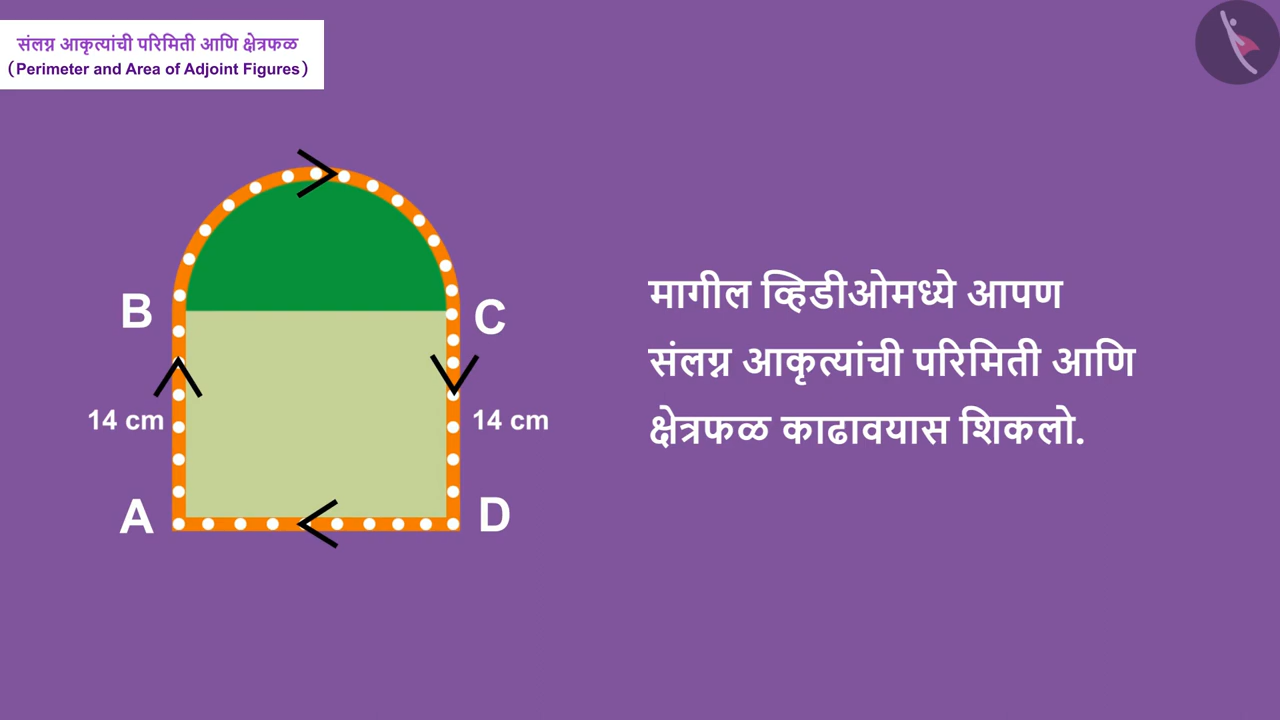 संलग्न आकृत्यांची परिमिती आणि क्षेत्रफळ
(Perimeter and Area of Adjoint Figures)
B
C
14 cm
14 cm
A
D
मागील व्हिडीओमध्ये आपण
संलग्न आकृत्यांची परिमिती आणि
क्षेत्रफळ काढावयास शिकलो.